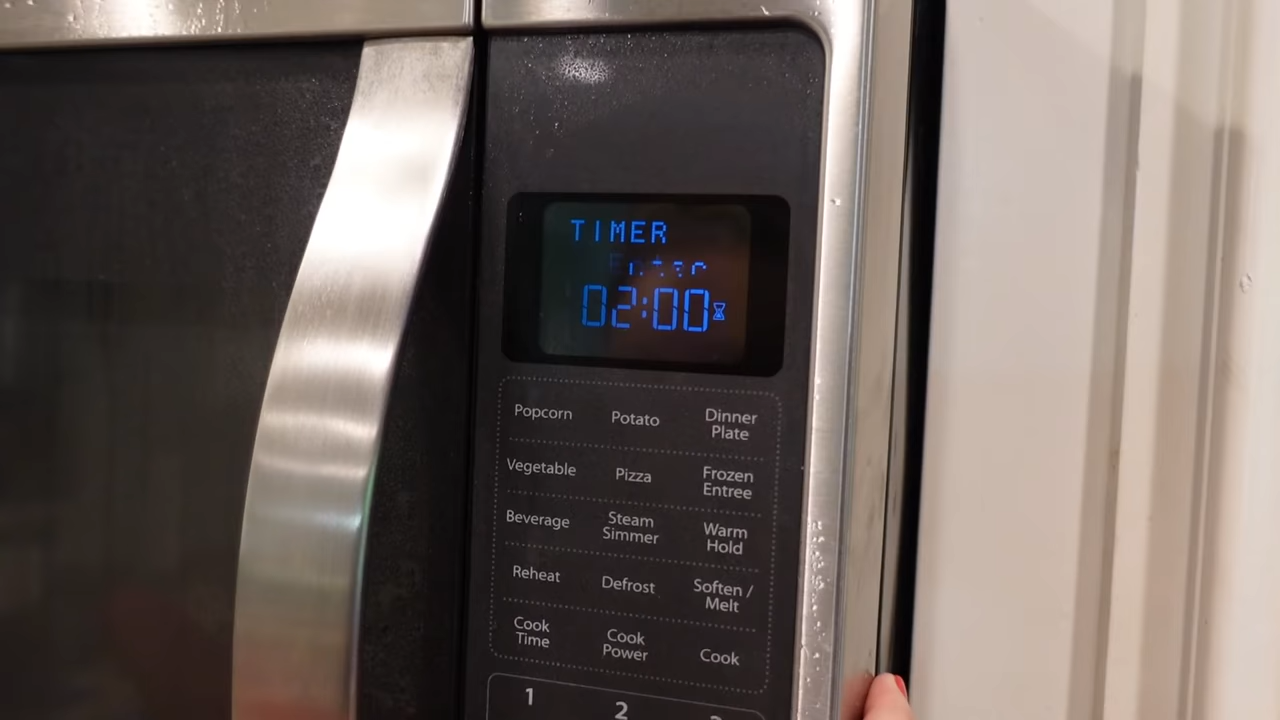 TIMER
Enter
02:00
Popcorn Potato Dinner Plate
Vegetable Pizza Frozen Entree
Beverage Steam Simmer Warm Hold
Reheat Defrost Soften / Melt
Cook Time Cook Power Cook
1 2